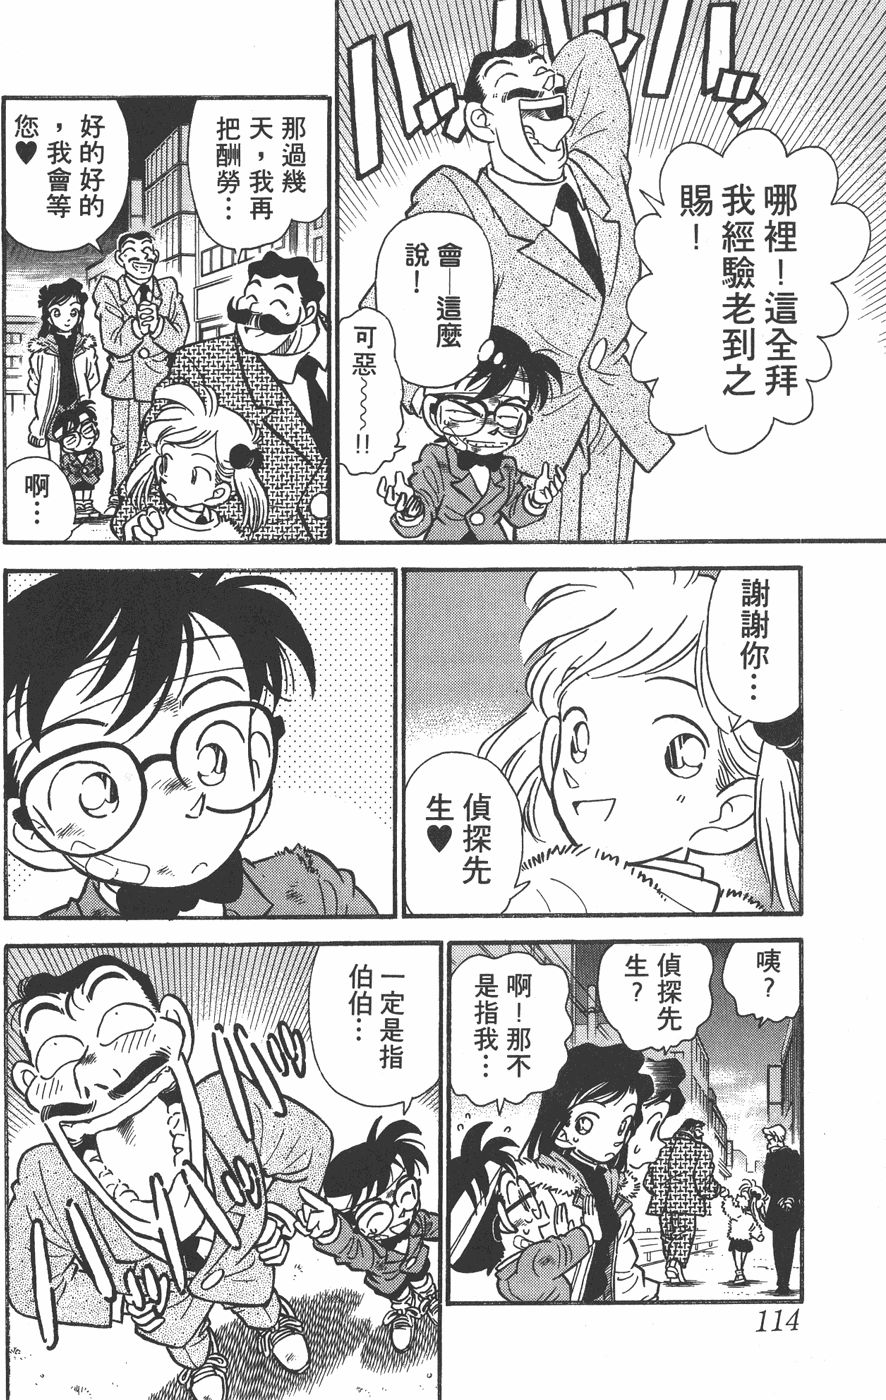 哪裡！這全拜
我經驗老到之
賜！
會─這麼
說！
可惡～～～!!
那過幾
天，我再
把酬勞…
好的好的
，我會等
您♥
啊…
謝謝你…
偵探先
生♥
咦？
偵探先
生？
啊！那不
是指我…
一定是指
伯伯…
114